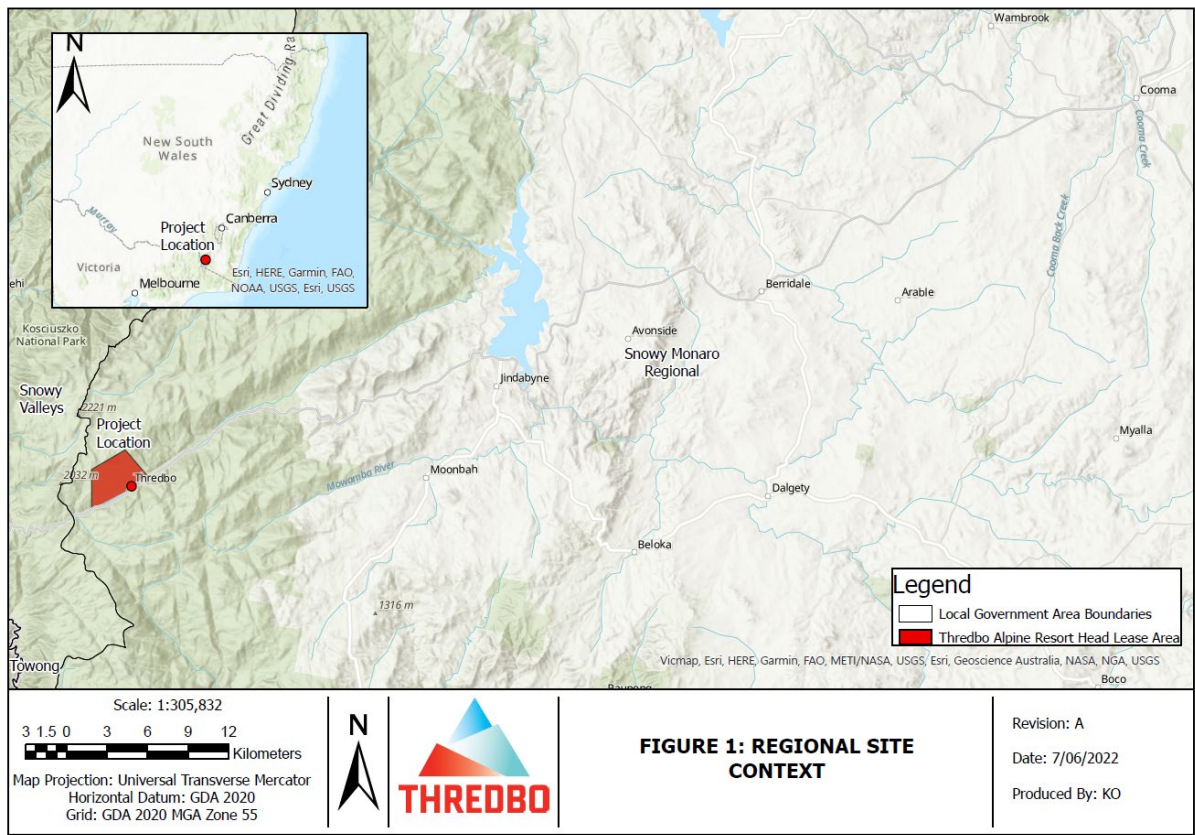 N
Great Dividing Ra
New South
Wales
Sydney
Murray
Canberra
Project
Location
Victoria
Melbourne
Esri, HERE, Garmin, FAO,
NOAA, USGS, Esri, USGS
Wambrook
Cooma
Cooma Creek
Cooma Back Creek
ehi
Kosciuszko
National Park
Berridale
Arable
Avonside
Snowy Monaro
Regional
Jindabyne
Snowy
Valleys
2221 m
Project
Location
2032 m
Thredbo
Mowamba River
Moonbah
Myalla
Dalgety
Beloka
1316 m
Towong
Legend
Local Government Area Boundaries
Thredbo Alpine Resort Head Lease Area
Vicmap, Esri, HERE, Garmin, FAO, METI/NASA, USGS, Esri, Geoscience Australia, NASA, NGA, USGS
Boco
Scale: 1:305,832
3 1.5 0 3 6 9 12
Kilometers
Map Projection: Universal Transverse Mercator
Horizontal Datum: GDA 2020
Grid: GDA 2020 MGA Zone 55
N
THREDBO
FIGURE 1: REGIONAL SITE
CONTEXT
Revision: A
Date: 7/06/2022
Produced By: KO